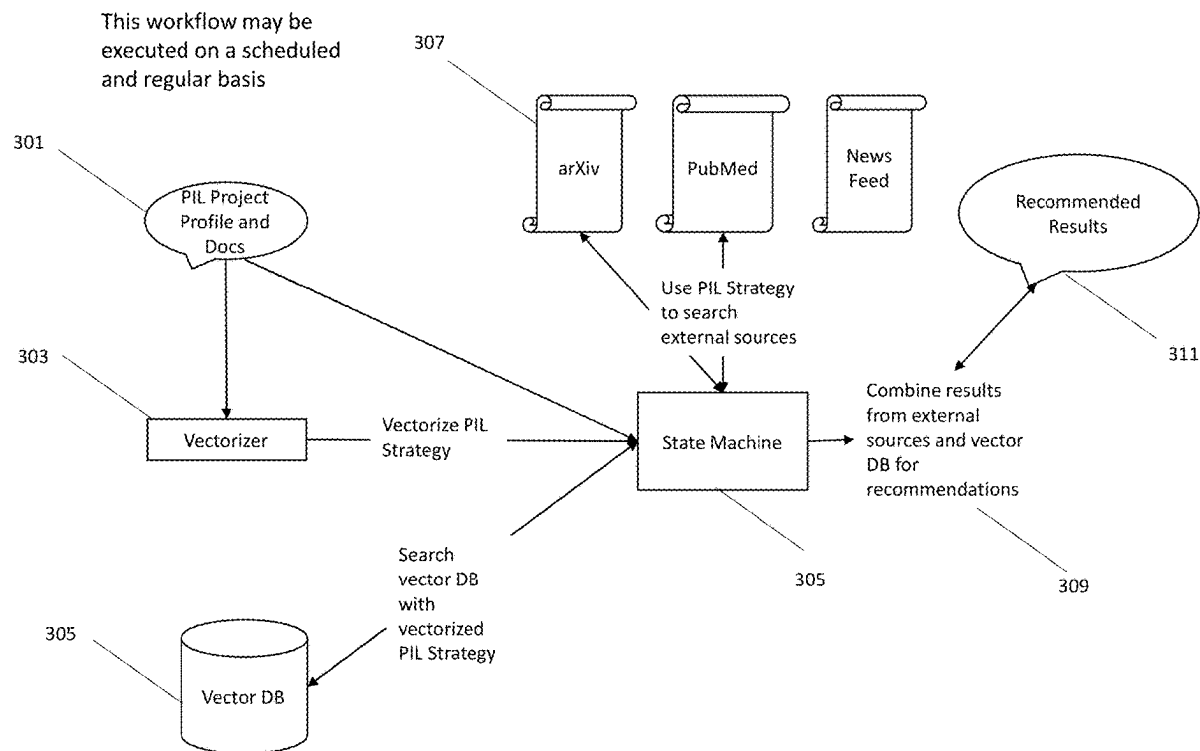 This workflow may be
executed on a scheduled
and regular basis
307
301
arXiv
PubMed
News
Feed
PIL Project
Profile and
Docs
Recommended
Results
Use PIL Strategy
to search
external sources
311
303
Vectorizer
Vectorize PIL
Strategy
State Machine
Combine results
from external
sources and vector
DB for
recommendations
305
309
Search
vector DB
with
vectorized
PIL Strategy
305
Vector DB